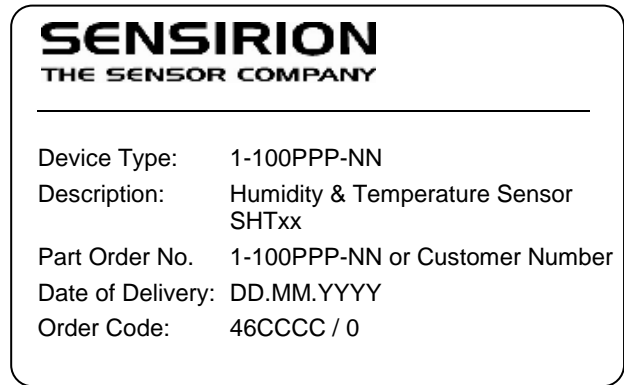 SENSIRION
THE SENSOR COMPANY
Device Type: 1-100PPP-NN
Description: Humidity & Temperature Sensor
SHTxx
Part Order No. 1-100PPP-NN or Customer Number
Date of Delivery: DD.MM.YYYY
Order Code: 46CCCC / 0